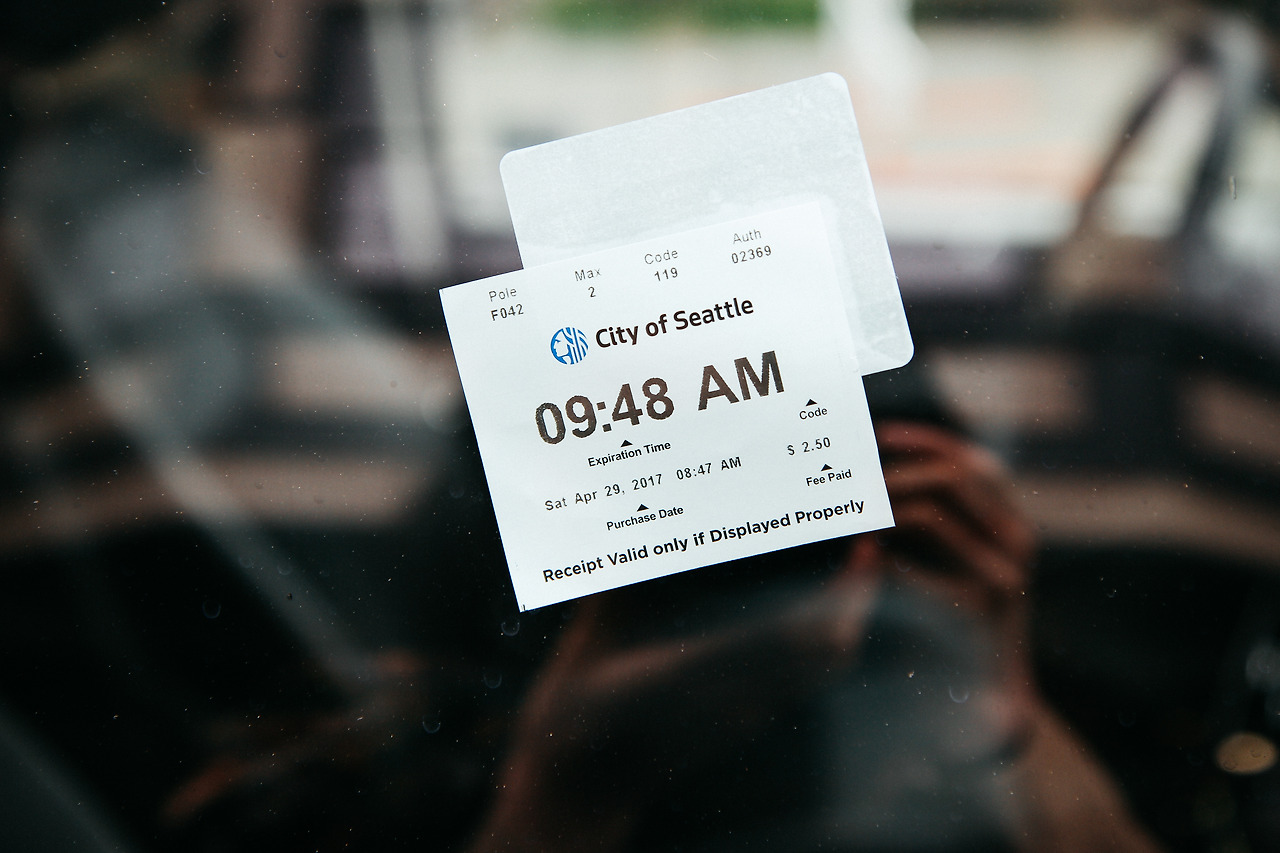 Pole Max Code Auth
F042 2 119 02369
City of Seattle
09:48 AM
Expiration Time Code
Sat Apr 29, 2017 08:47 AM $ 2.50
Purchase Date Fee Paid
Receipt Valid only if Displayed Properly